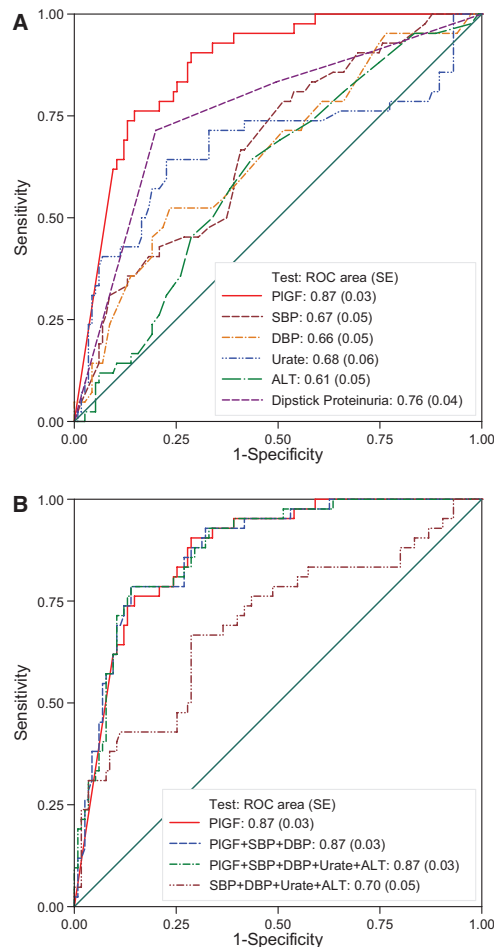 A
1.00
0.75
0.50
0.25
0.00
Sensitivity
Test: ROC area (SE)
PlGF: 0.87 (0.03)
SBP: 0.67 (0.05)
DBP: 0.66 (0.05)
Urate: 0.68 (0.06)
ALT: 0.61 (0.05)
Dipstick Proteinuria: 0.76 (0.04)
0.00 0.25 0.50 0.75 1.00
1-Specificity
B
1.00
0.75
0.50
0.25
0.00
Sensitivity
Test: ROC area (SE)
PlGF: 0.87 (0.03)
PlGF+SBP+DBP: 0.87 (0.03)
PlGF+SBP+DBP+Urate+ALT: 0.87 (0.03)
SBP+DBP+Urate+ALT: 0.70 (0.05)
0.00 0.25 0.50 0.75 1.00
1-Specificity